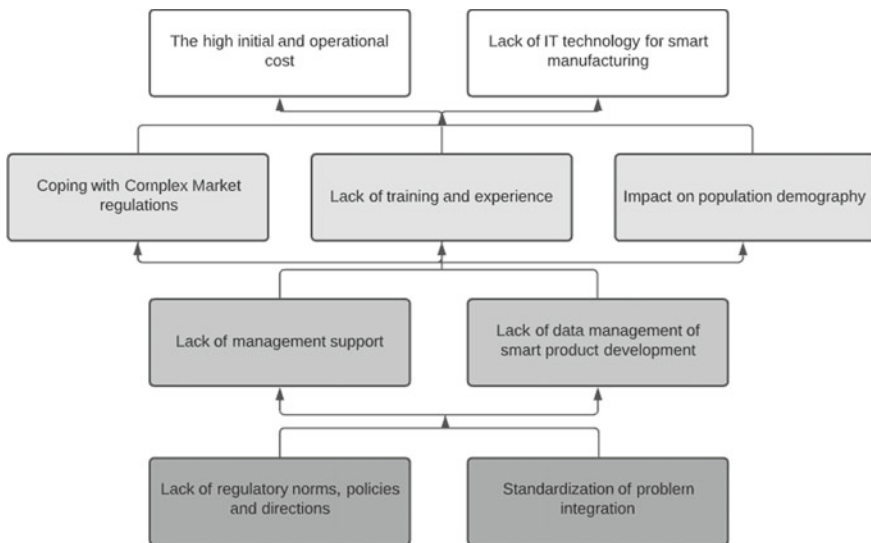 The high initial and operational
cost
Lack of IT technology for smart
manufacturing
Coping with Complex Market
regulations
Lack of training and experience
Impact on population demography
Lack of management support
Lack of data management of
smart product development
Lack of regulatory norms, policies
and directions
Standardization of problem
integration